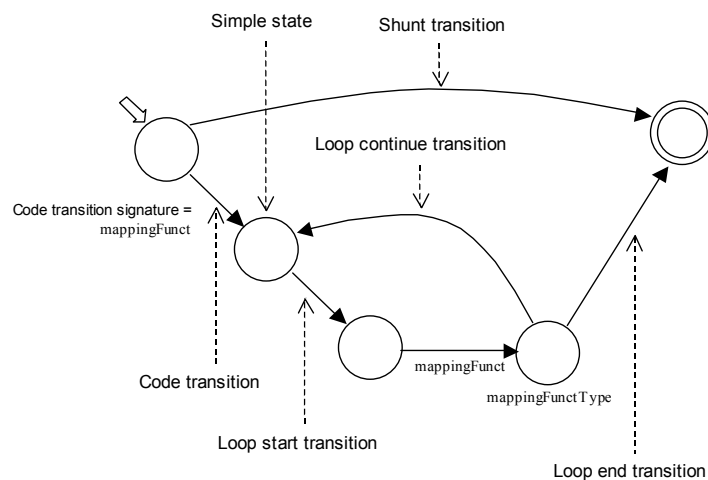 Simple state
Shunt transition
Loop continue transition
Code transition signature =
mappingFunct
mappingFunct
Code transition
mappingFunctType
Loop start transition
Loop end transition